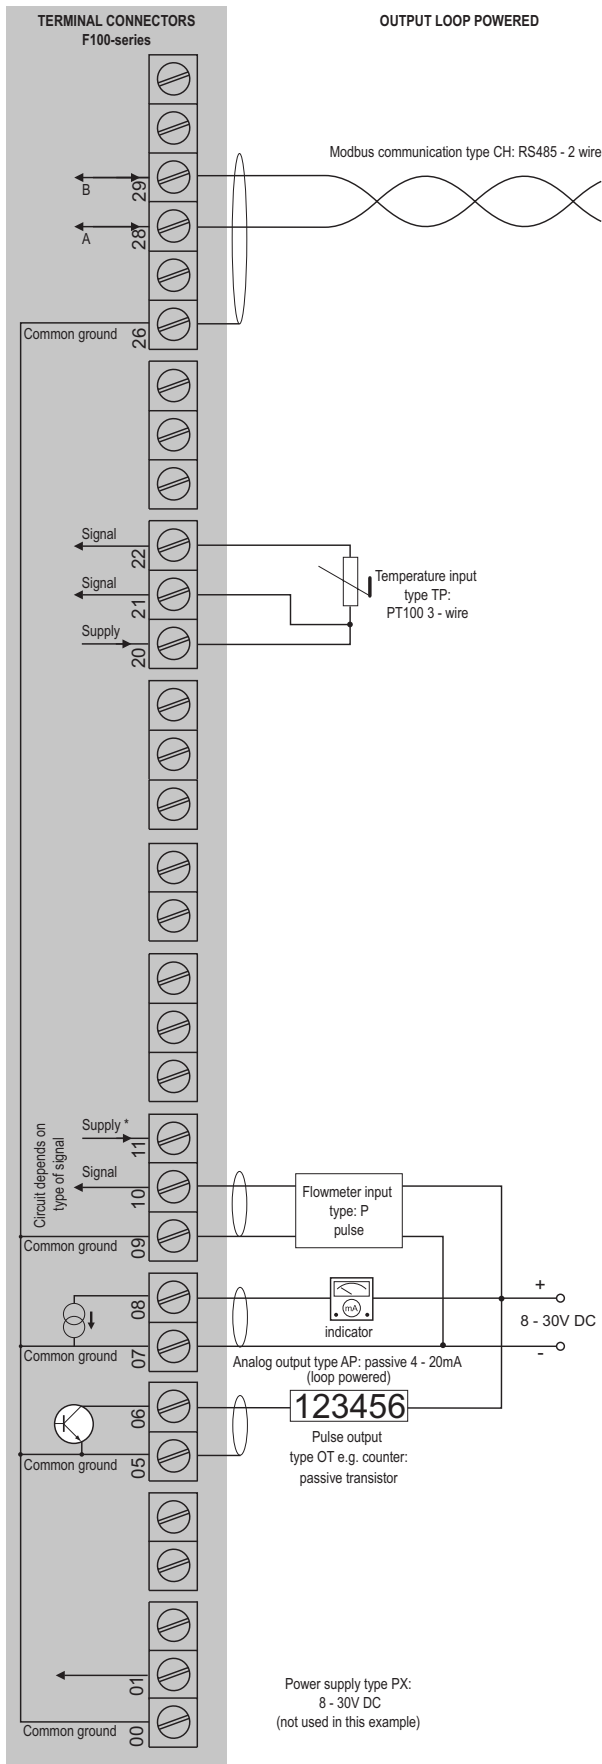 TERMINAL CONNECTORS
F100-series
OUTPUT LOOP POWERED
Modbus communication type CH: RS485 - 2 wire
B
29
A
28
Common ground
26
Signal
22
Signal
21
Supply
20
Temperature input
type TP:
PT100 3 - wire
Circuit depends on
type of signal
Supply *
11
Signal
10
Common ground
09
Flowmeter input
type: P
pulse
08
(mA)
indicator
+
8 - 30V DC
-
Common ground
07
Analog output type AP: passive 4 - 20mA
(loop powered)
06
123456
Common ground
05
Pulse output
type OT e.g. counter:
passive transistor
01
Common ground
00
Power supply type PX:
8 - 30V DC
(not used in this example)